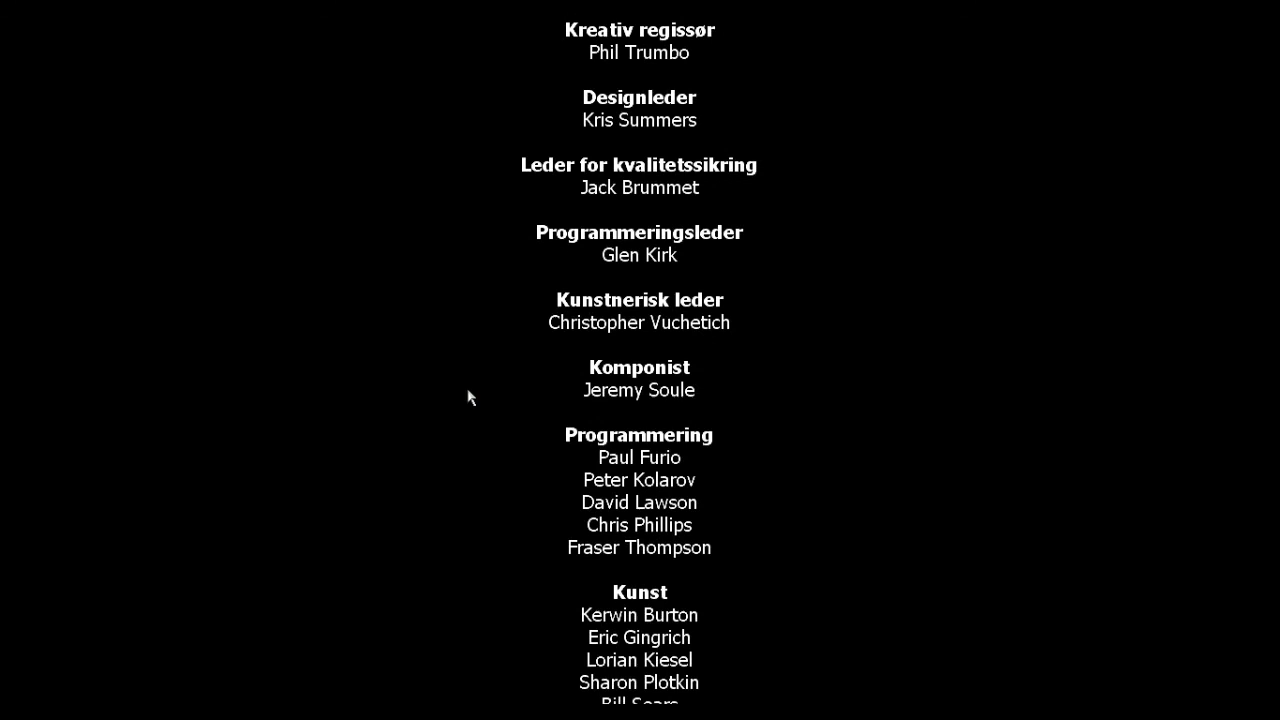 Kreativ regissør
Phil Trumbo
Designleder
Kris Summers
Leder for kvalitetssikring
Jack Brummet
Programmeringsleder
Glen Kirk
Kunstnerisk leder
Christopher Vuchetich
Komponist
Jeremy Soule
Programmering
Paul Furio
Peter Kolarov
David Lawson
Chris Phillips
Fraser Thompson
Kunst
Kerwin Burton
Eric Gingrich
Lorian Kiesel
Sharon Plotkin
Bill Sears